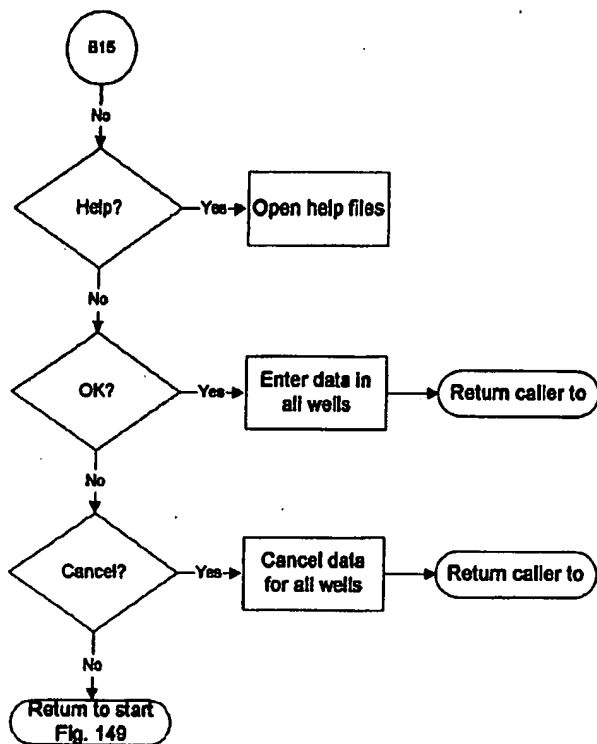 B15
No
Help?
Yes
Open help files
No
OK?
Yes
Enter data in
all wells
Return caller to
No
Cancel?
Yes
Cancel data
for all wells
Return caller to
No
Return to start
Fig. 149